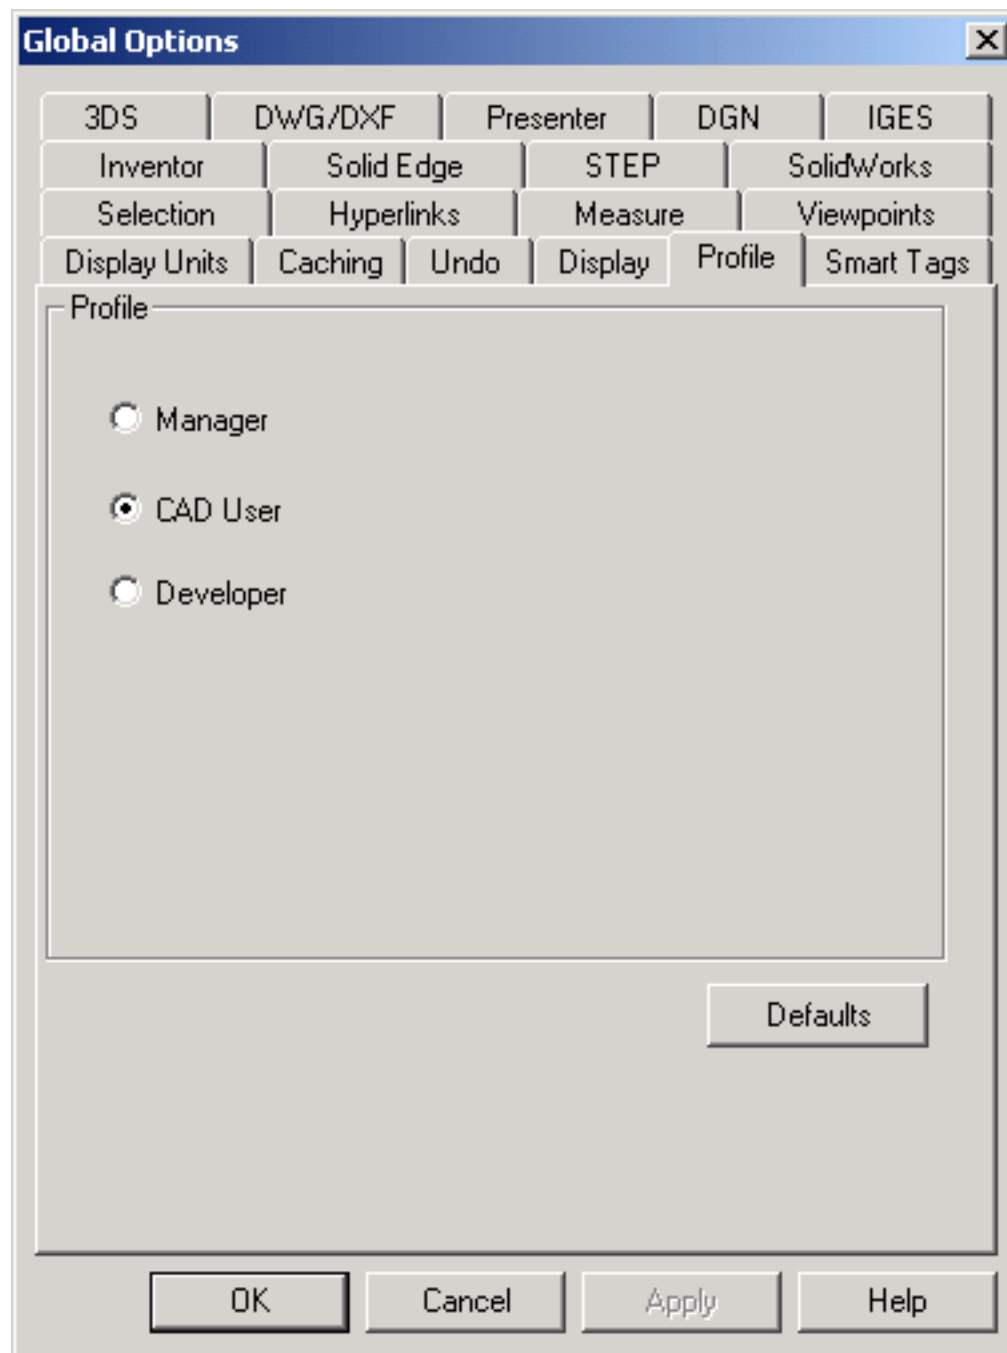 Global Options
3DS DWG/DXF Presenter DGN IGES
Inventor Solid Edge STEP SolidWorks
Selection Hyperlinks Measure Viewpoints
Display Units Caching Undo Display Profile Smart Tags
Profile
Manager
CAD User
Developer
Defaults
OK Cancel Apply Help